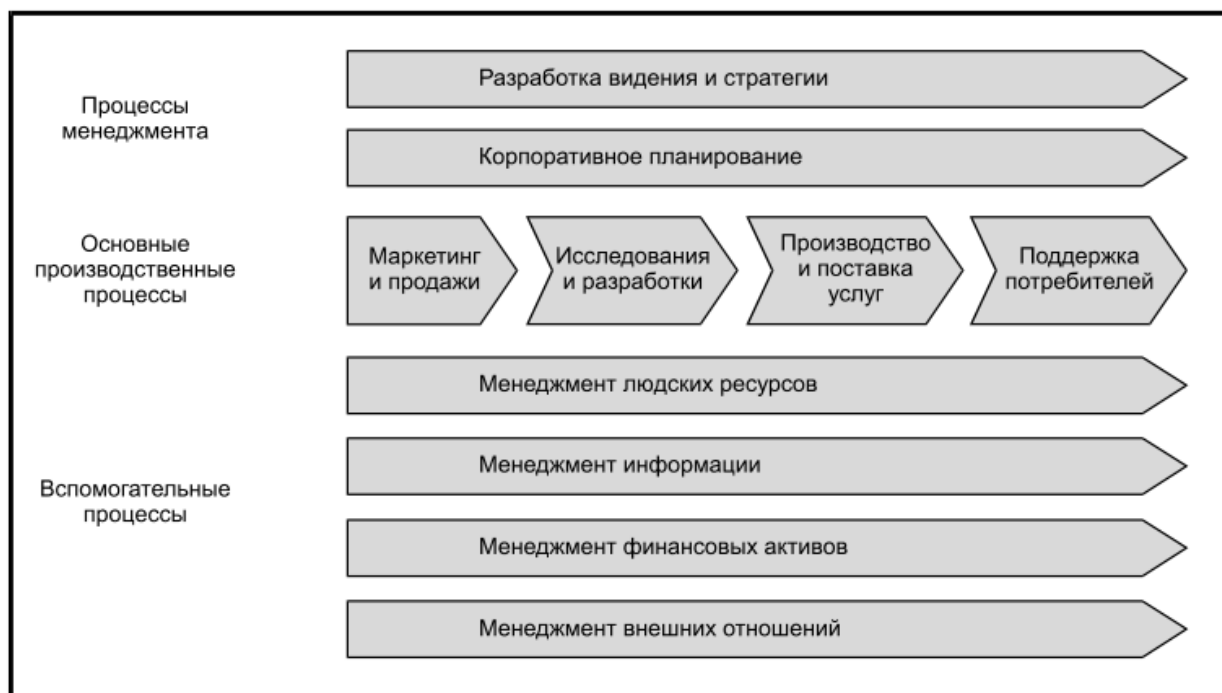 Процессы
менеджмента
Разработка видения и стратегии
Корпоративное планирование
Основные
производственные
процессы
Маркетинг
и продажи
Исследования
и разработки
Производство
и поставка
услуг
Поддержка
потребителей
Вспомогательные
процессы
Менеджмент людских ресурсов
Менеджмент информации
Менеджмент финансовых активов
Менеджмент внешних отношений